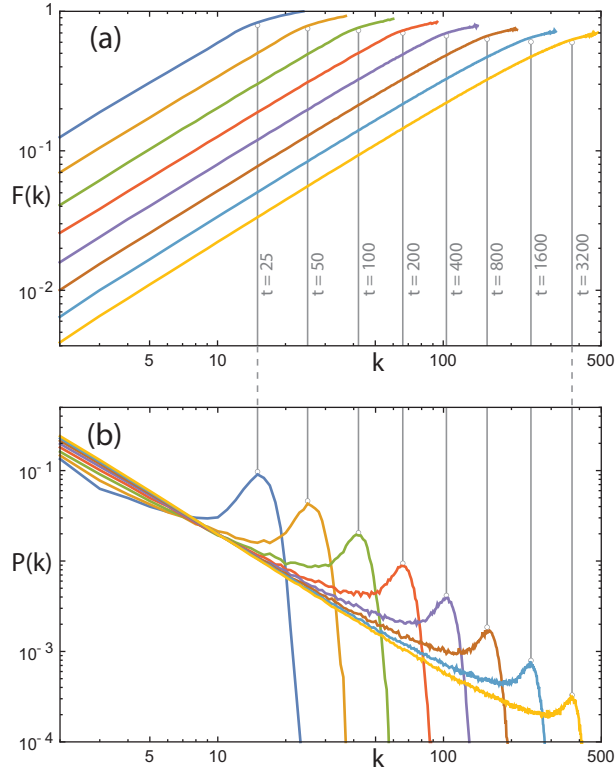 (a)
1
10⁻¹
F(k)
10⁻²
t = 25
t = 50
t = 100
t = 200
t = 400
t = 800
t = 1600
t = 3200
5
10
k
100
500
(b)
10⁻¹
P(k)
10⁻²
10⁻³
10⁻⁴
5
10
k
100
500